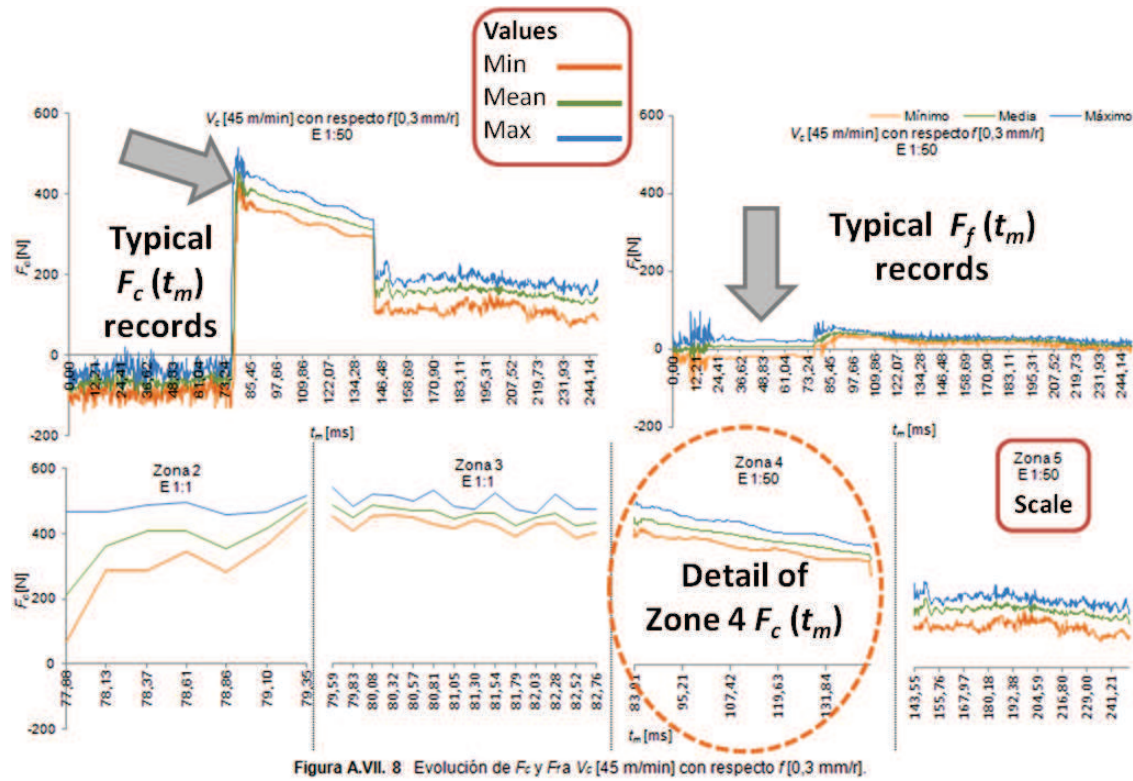 Values
Min
Mean
Max
600
400
200
0
-200
Fc[N]
Vc [45 m/min] con respecto f [0,3 mm/r]
E 1:50
Typical
Fc (tm)
records
0,00
12,21
24,41
36,62
48,83
61,04
73,24
85,45
97,66
109,86
122,07
134,28
146,48
158,69
170,90
183,11
195,31
207,52
219,73
231,93
244,14
tm [ms]
600
400
200
0
-200
Mínimo
Media
Máximo
Vc [45 m/min] con respecto f [0,3 mm/r]
E 1:50
Typical Ff (tm)
records
0,00
12,21
24,41
36,62
48,83
61,04
73,24
85,45
97,66
109,86
122,07
134,28
146,48
158,69
170,90
183,11
195,31
207,52
219,73
231,93
244,14
tm [ms]
600
400
200
0
-200
Fc[N]
Zona 2
E 1:1
77,88
78,13
78,37
78,61
78,86
79,10
79,35
Zona 3
E 1:1
79,59
79,83
80,08
80,32
80,57
80,81
81,05
81,30
81,54
81,79
82,03
82,28
82,52
82,76
Zona 4
E 1:50
Detail of
Zone 4 Fc (tm)
95,21
107,42
119,63
131,84
tm [ms]
Zona 5
E 1:50
Scale
144,55
155,76
167,97
180,18
192,38
204,59
216,80
229,00
241,21
Figura A.VII. 8 Evolución de Fc y Ff a Vc [45 m/min] con respecto f [0,3 mm/r].